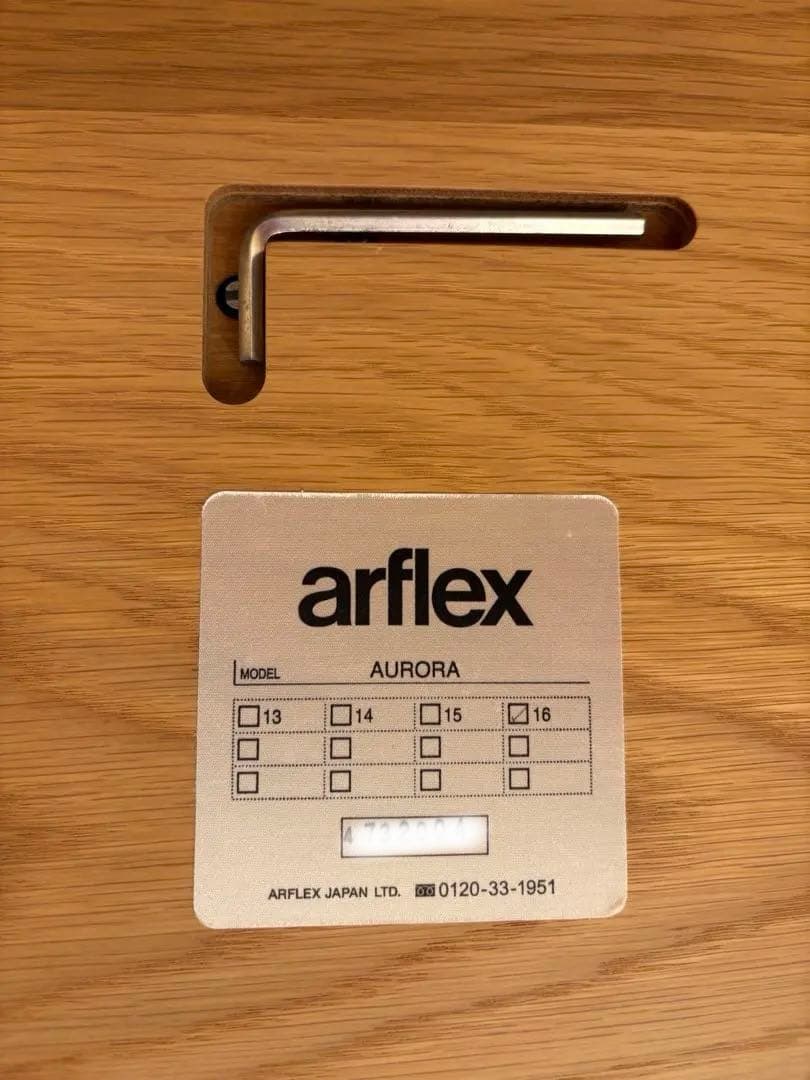 arflex
MODEL AURORA
13 14 15 16
ARFLEX JAPAN LTD. 0120-33-1951